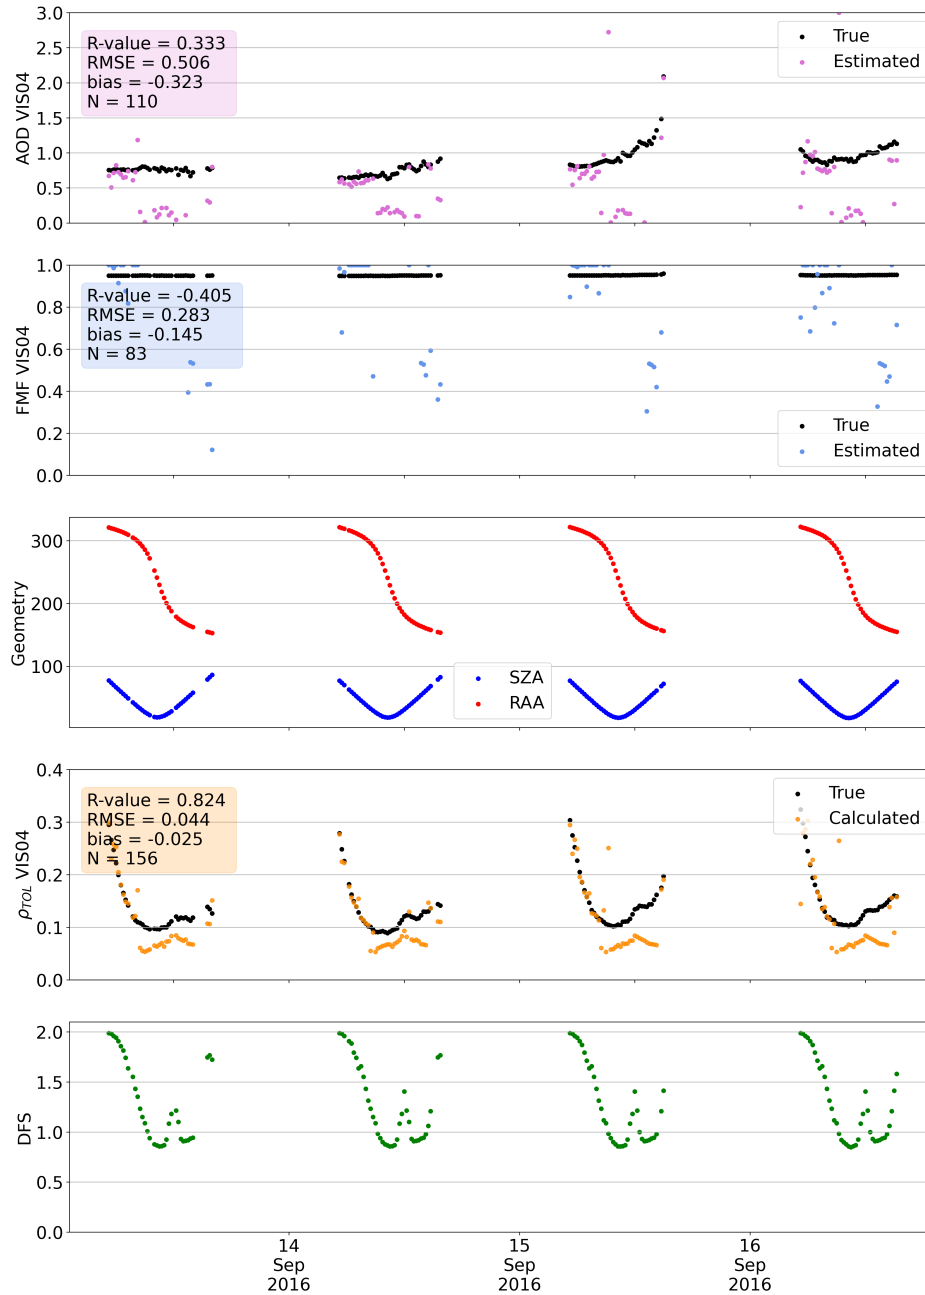 3.0
2.5
2.0
1.5
1.0
0.5
0.0
AOD VIS04
R-value = 0.333
RMSE = 0.506
bias = -0.323
N = 110
True
Estimated
1.0
0.8
0.6
0.4
0.2
0.0
FMF VIS04
R-value = -0.405
RMSE = 0.283
bias = -0.145
N = 83
True
Estimated
300
200
100
Geometry
SZA
RAA
0.4
0.3
0.2
0.1
0.0
ρTOL VIS04
R-value = 0.824
RMSE = 0.044
bias = -0.025
N = 156
True
Calculated
2.0
1.5
1.0
0.5
0.0
DFS
14
Sep
2016
15
Sep
2016
16
Sep
2016